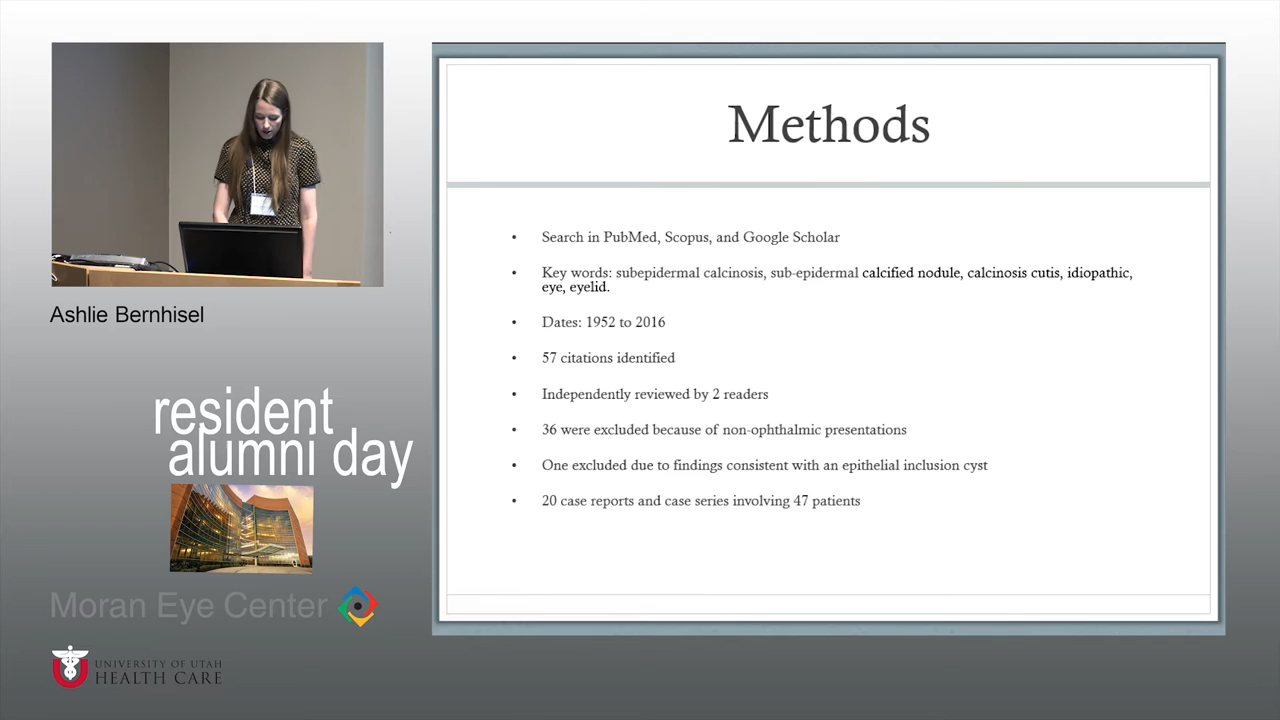 Methods
• Search in PubMed, Scopus, and Google Scholar
• Key words: subepidermal calcinosis, sub-epidermal calcified nodule, calcinosis cutis, idiopathic,
eye, eyelid.
• Dates: 1952 to 2016
• 57 citations identified
• Independently reviewed by 2 readers
• 36 were excluded because of non-ophthalmic presentations
• One excluded due to findings consistent with an epithelial inclusion cyst
• 20 case reports and case series involving 47 patients
Ashlie Bernhisel
resident
alumni day
Moran Eye Center
UNIVERSITY OF UTAH
HEALTH CARE